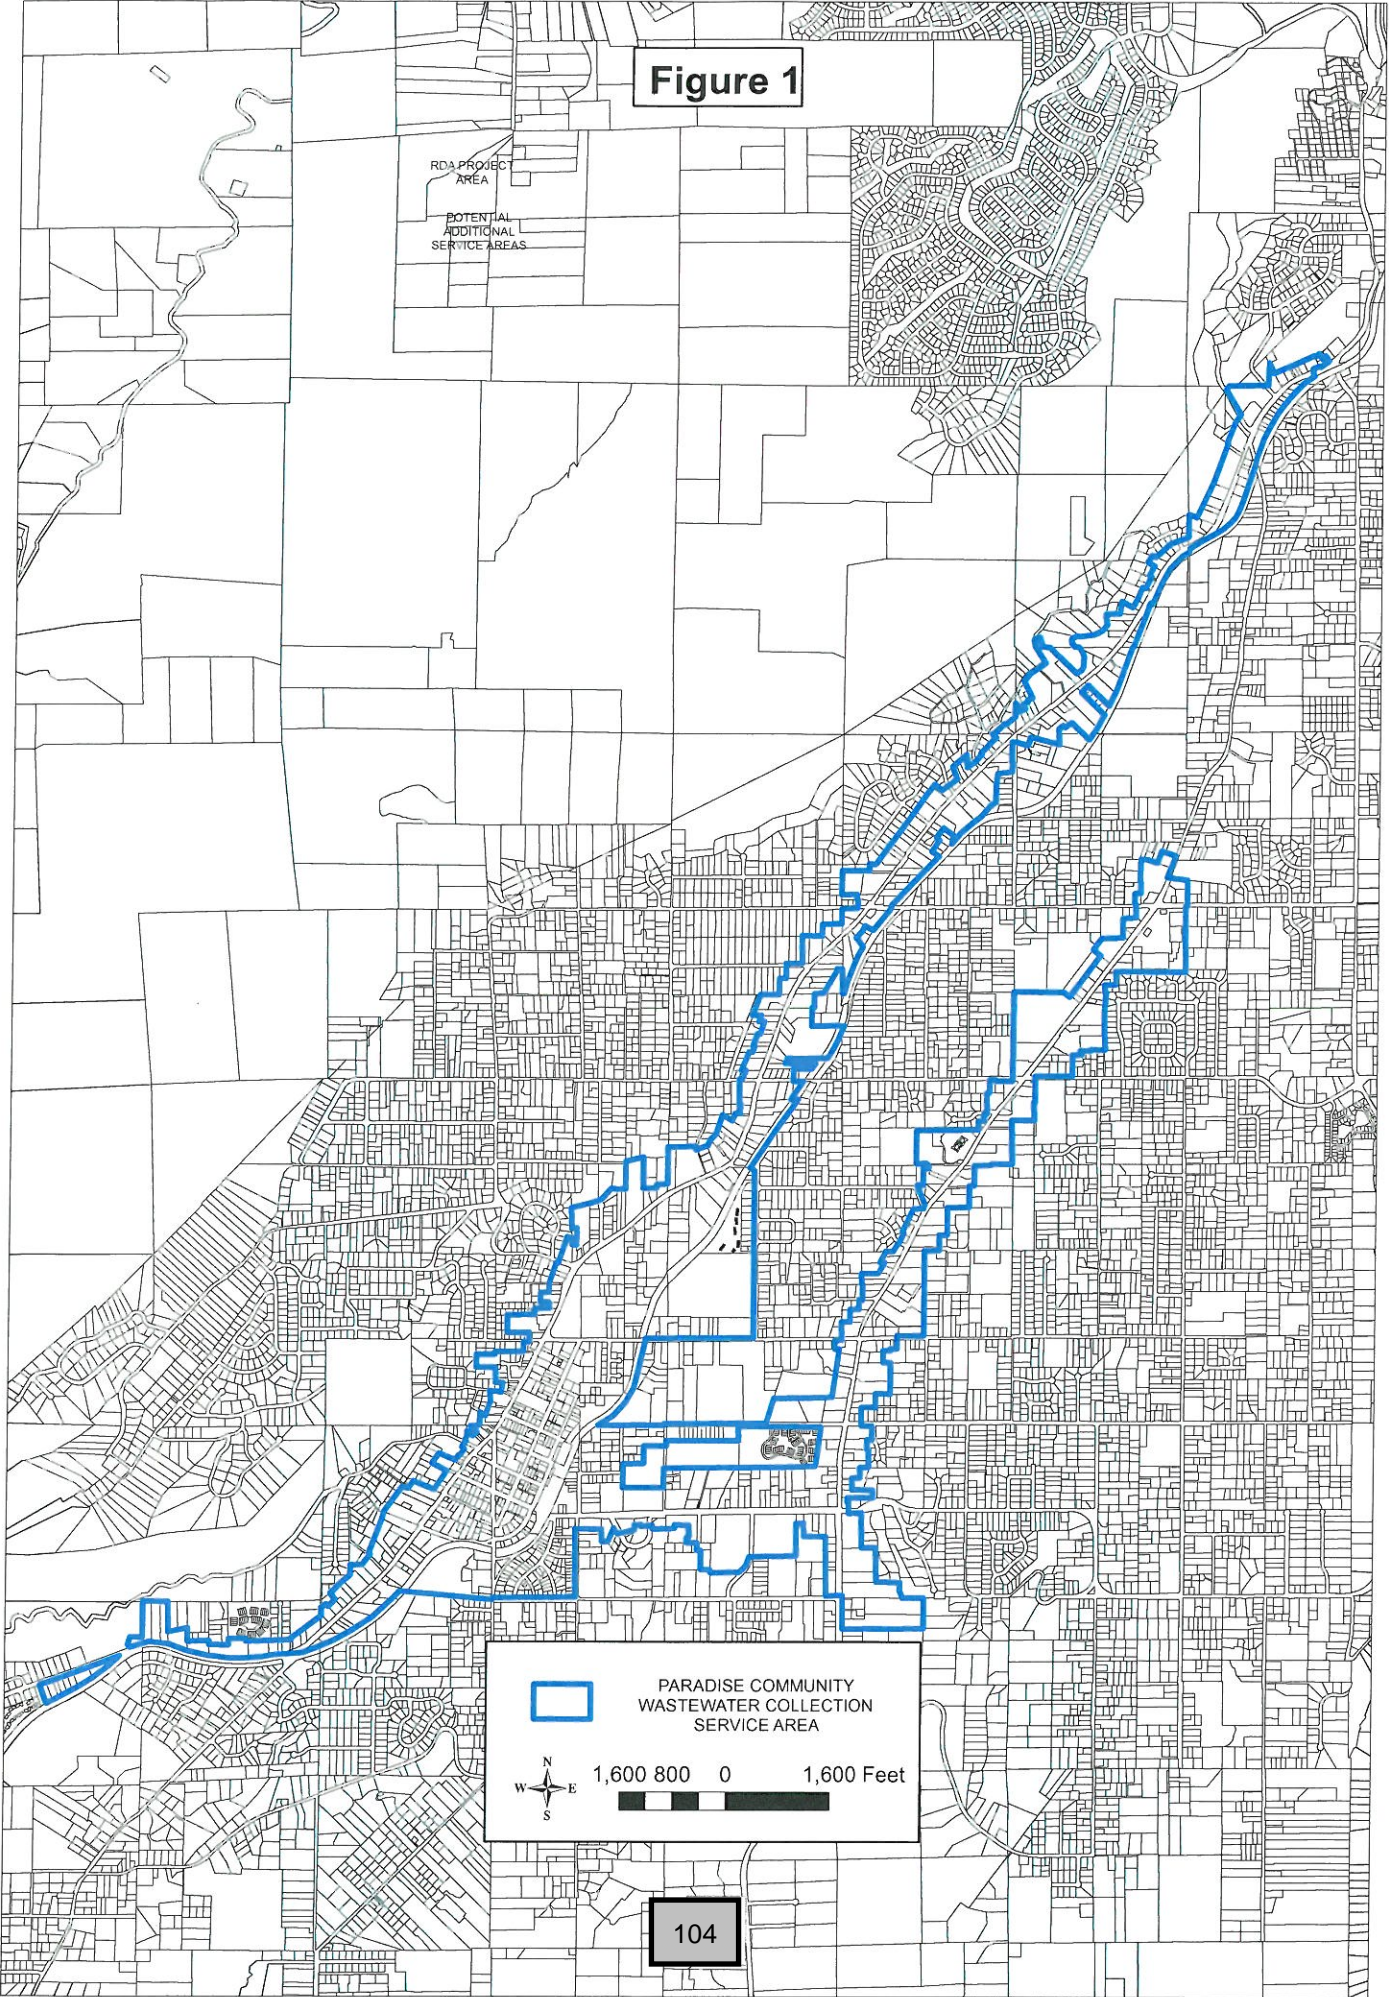 Figure 1
RDA PROJECT
AREA
POTENTIAL
ADDITIONAL
SERVICE AREAS
PARADISE COMMUNITY
WASTEWATER COLLECTION
SERVICE AREA
N
W E
S
1,600 800 0 1,600 Feet
104